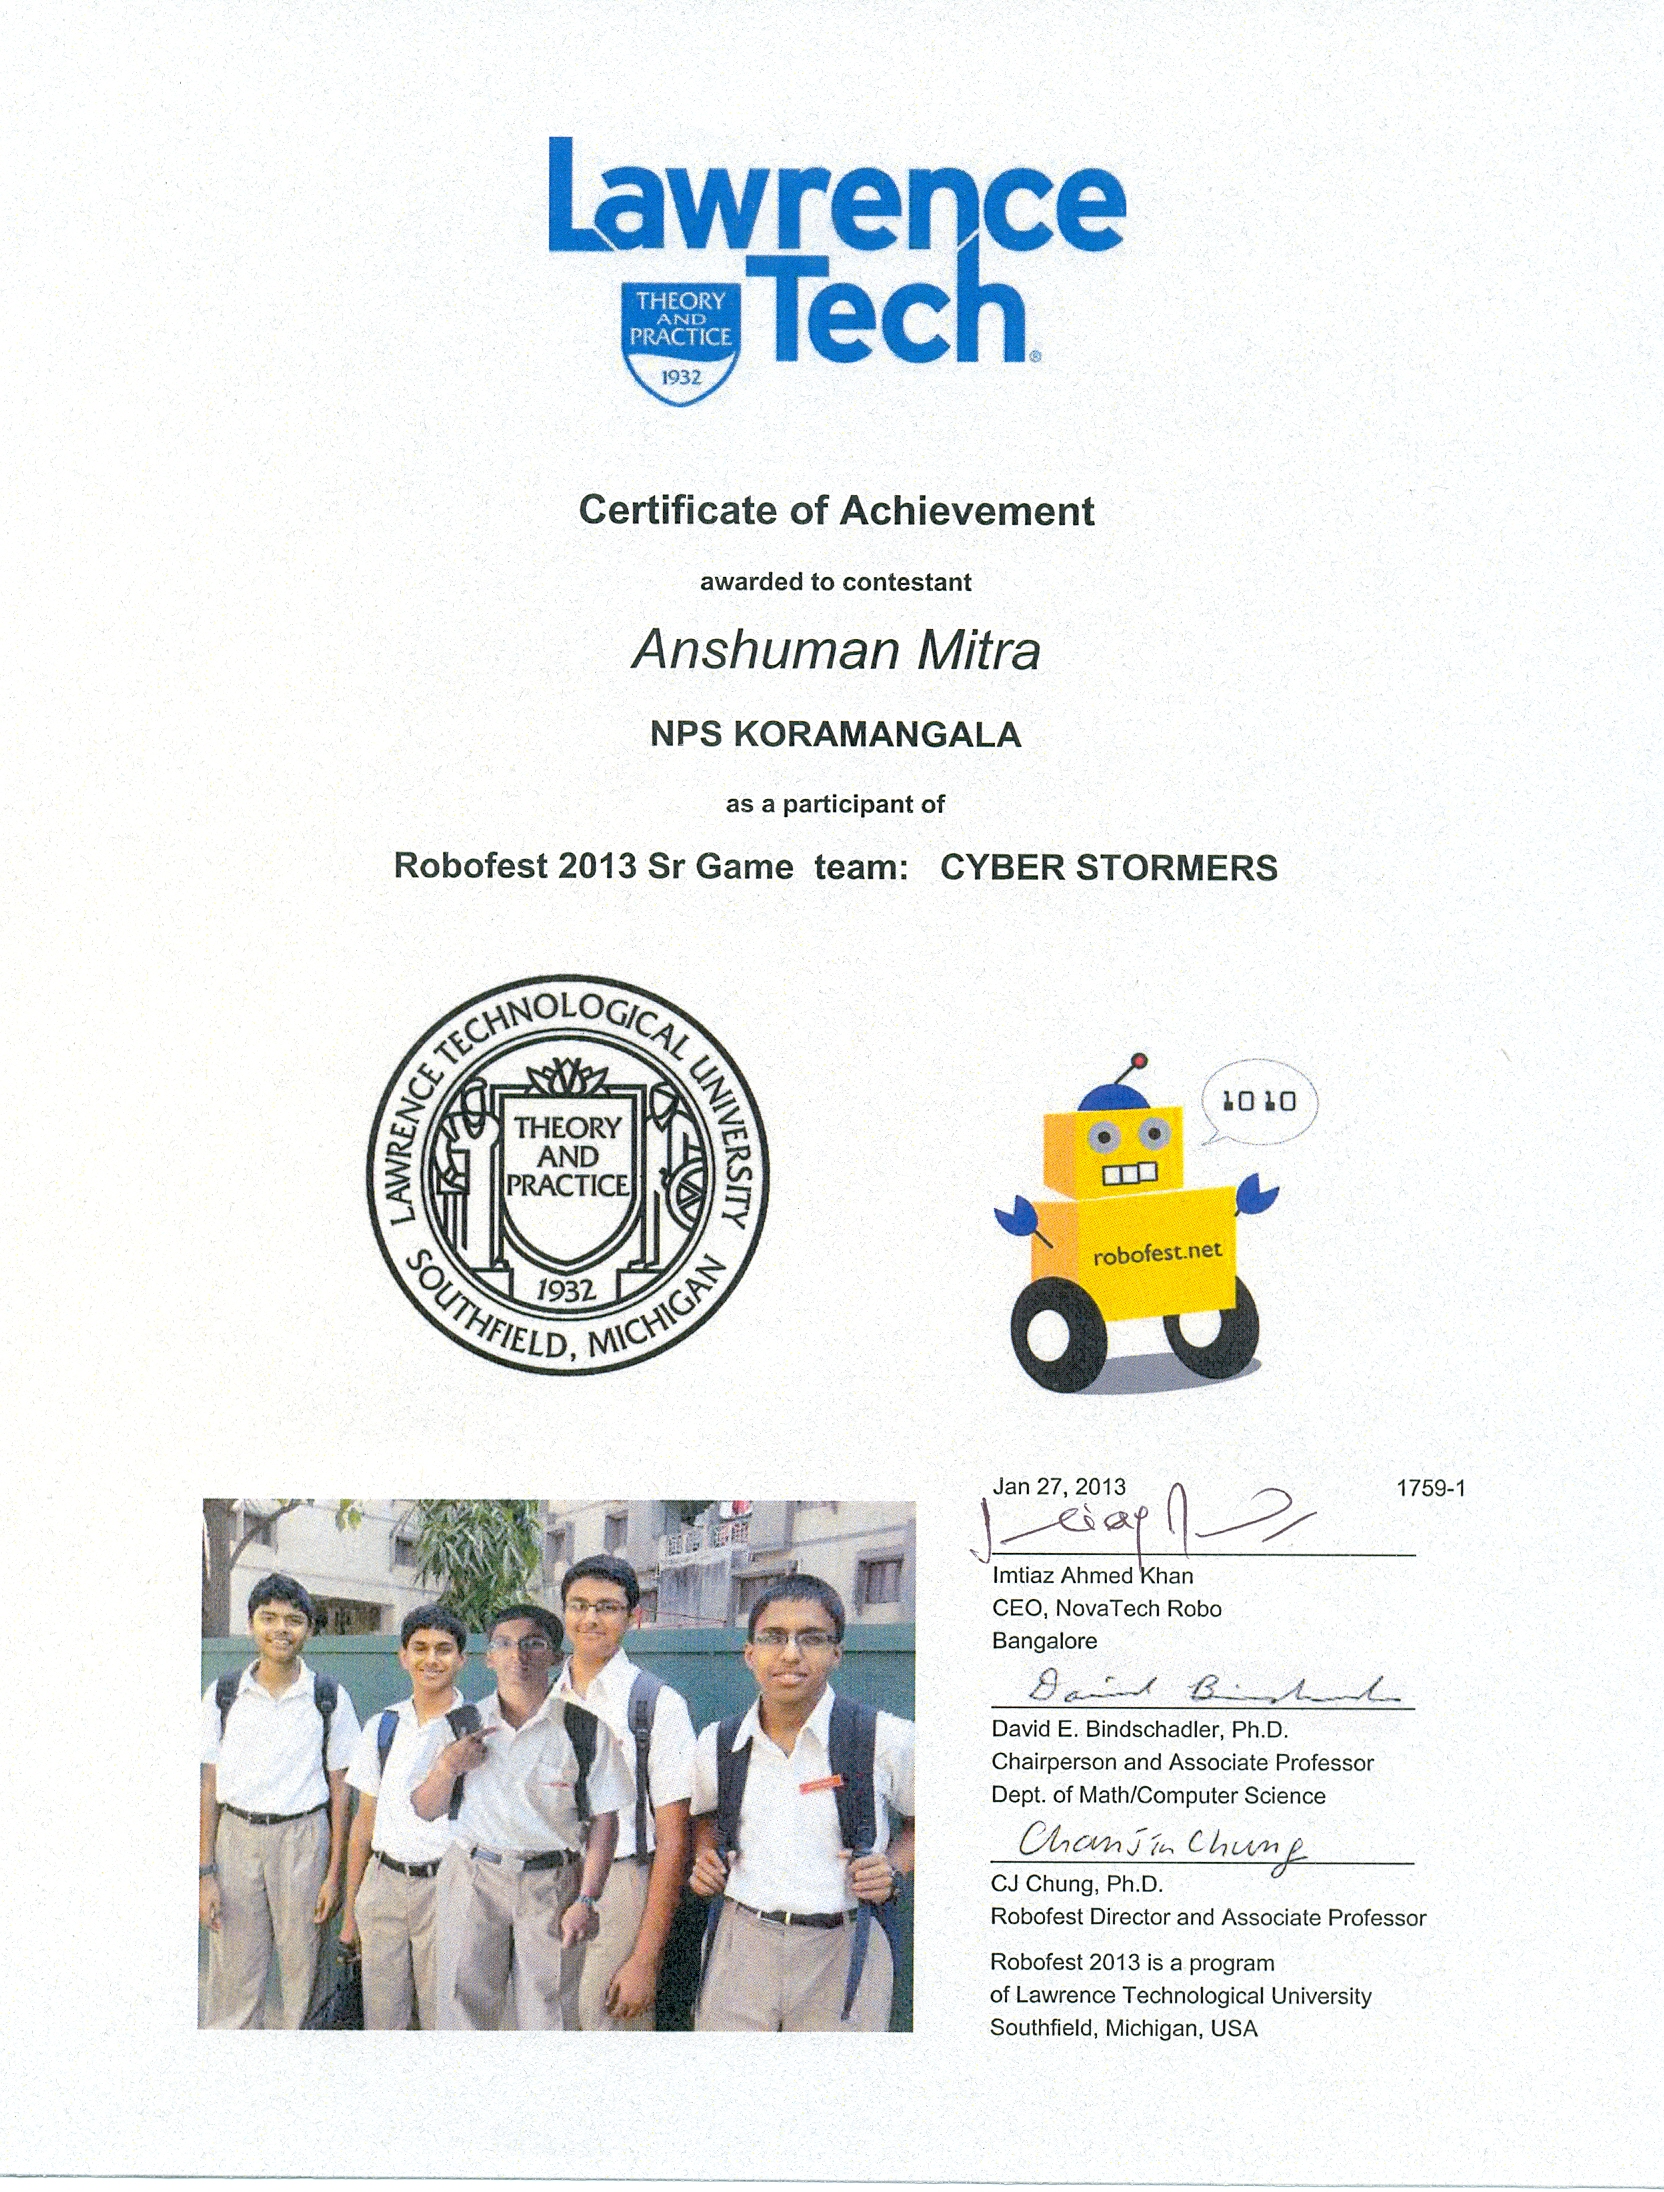 Lawrence
Tech®
THEORY
AND
PRACTICE
1932
Certificate of Achievement
awarded to contestant
Anshuman Mitra
NPS KORAMANGALA
as a participant of
Robofest 2013 Sr Game team: CYBER STORMERS
LAWRENCE TECHNOLOGICAL UNIVERSITY
SOUTHFIELD, MICHIGAN
THEORY
AND
PRACTICE
1932
1010
robofest.net
Jan 27, 2013 1759-1
Imtiaz Ahmed Khan
CEO, NovaTech Robo
Bangalore
David Bindschadler
David E. Bindschadler, Ph.D.
Chairperson and Associate Professor
Dept. of Math/Computer Science
ChanJin Chung
CJ Chung, Ph.D.
Robofest Director and Associate Professor
Robofest 2013 is a program
of Lawrence Technological University
Southfield, Michigan, USA